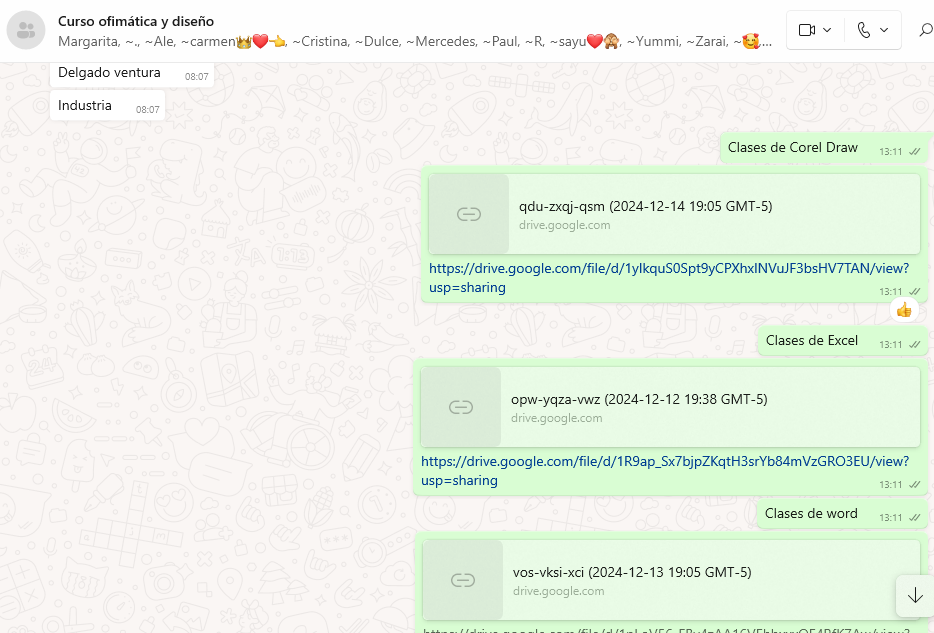 Curso ofimática y diseño
Margarita, ~., ~Ale, ~carmen👑❤️👈, ~Cristina, ~Dulce, ~Mercedes, ~Paul, ~R, ~sayu❤️🙈, ~Yummi, ~Zarai, ~🥰...
Delgado ventura 08:07
Industria 08:07
Clases de Corel Draw 13:11
qdu-zxqj-qsm (2024-12-14 19:05 GMT-5)
drive.google.com
https://drive.google.com/file/d/1ylkquS0Spt9yCPXhxINVuJF3bsHV7TAN/view?
usp=sharing
13:11
👍
Clases de Excel 13:11
opw-yqza-vwz (2024-12-12 19:38 GMT-5)
drive.google.com
https://drive.google.com/file/d/1R9ap_Sx7bjpZKqtH3srYb84mVzGRO3EU/view?
usp=sharing
13:11
Clases de word 13:11
vos-vksi-xci (2024-12-13 19:05 GMT-5)
drive.google.com